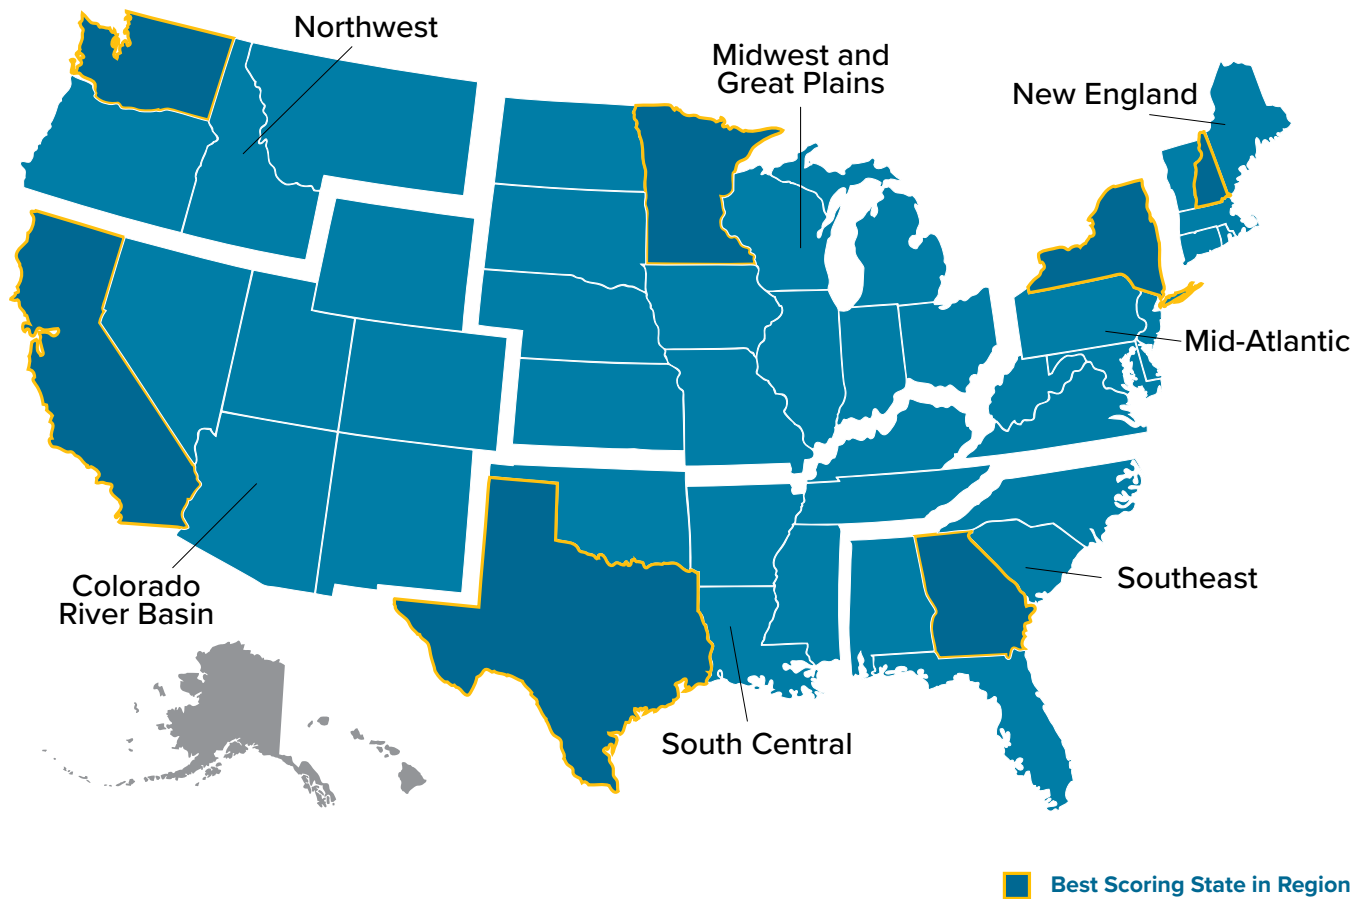 Northwest
Midwest and
Great Plains
New England
Mid-Atlantic
Colorado
River Basin
Southeast
South Central
Best Scoring State in Region